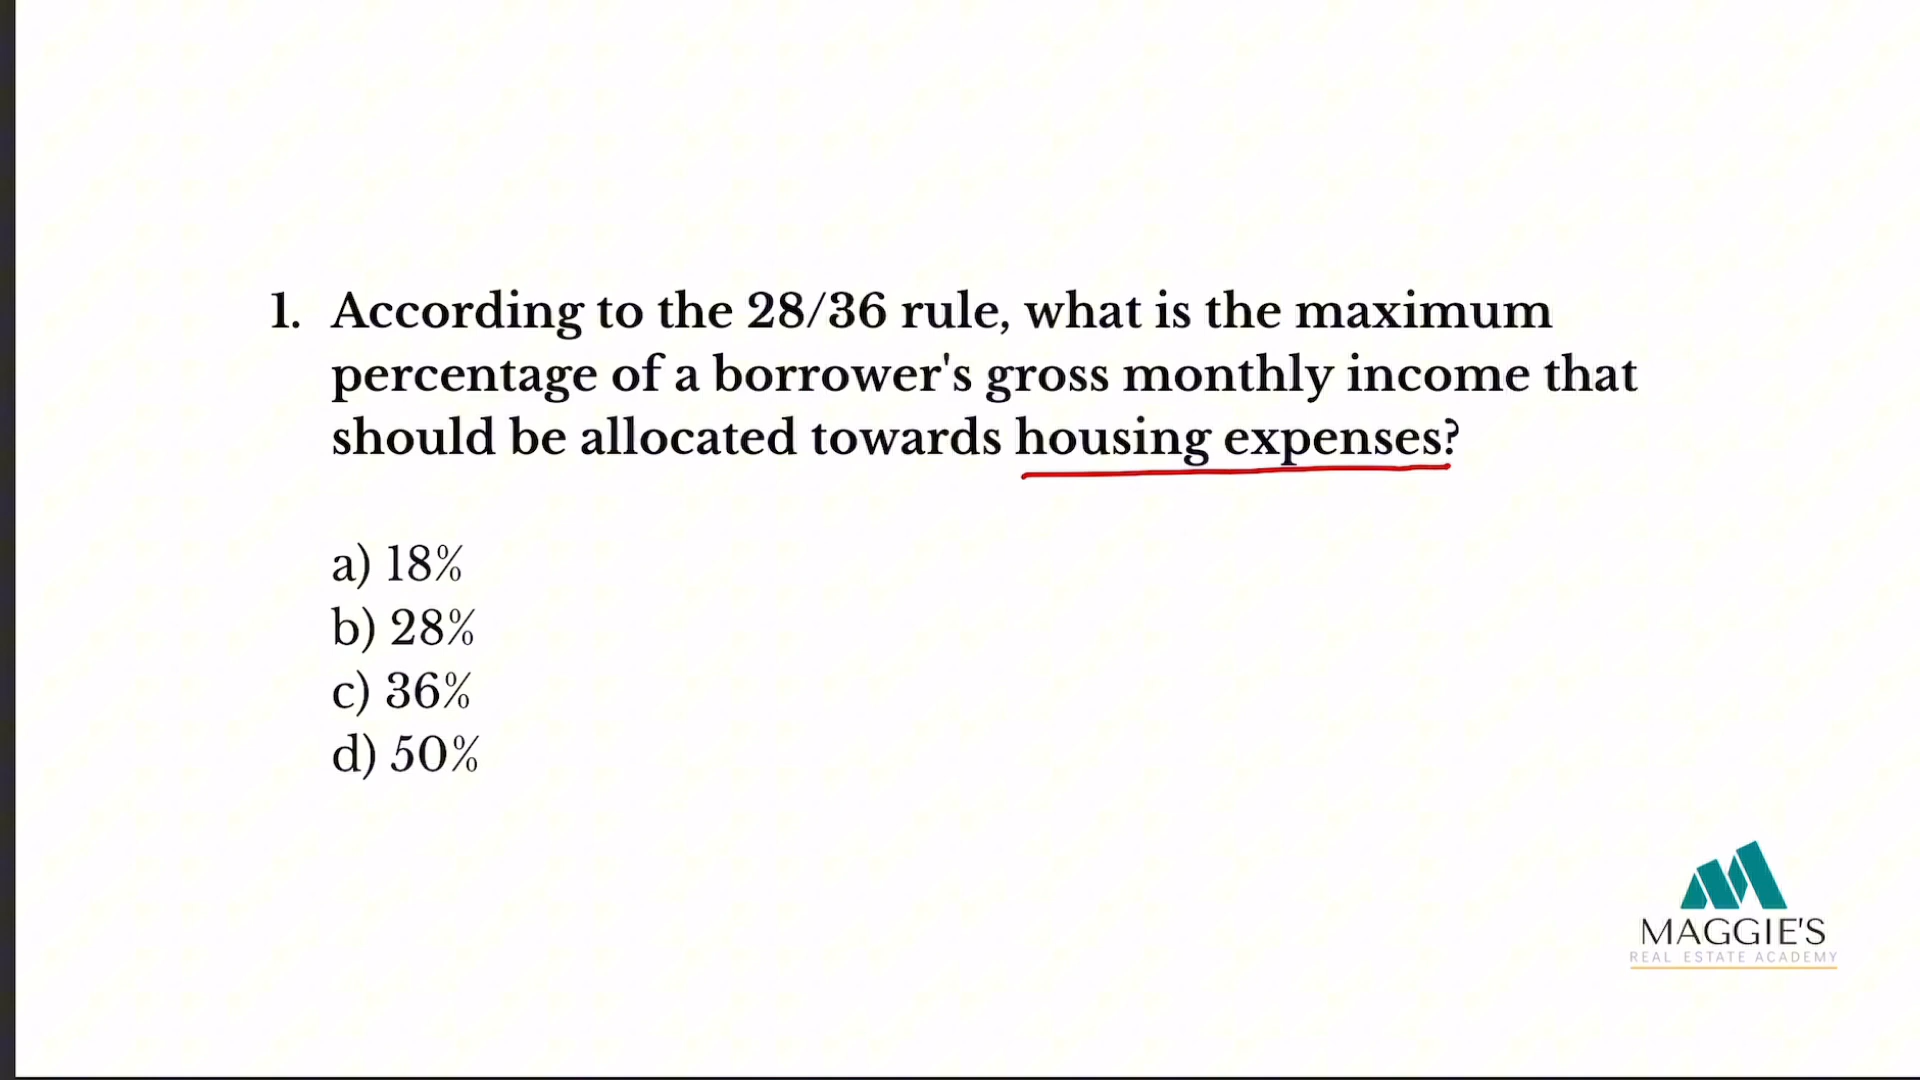 1. According to the 28/36 rule, what is the maximum
percentage of a borrower's gross monthly income that
should be allocated towards housing expenses?
a) 18%
b) 28%
c) 36%
d) 50%
MAGGIE'S
REAL ESTATE ACADEMY